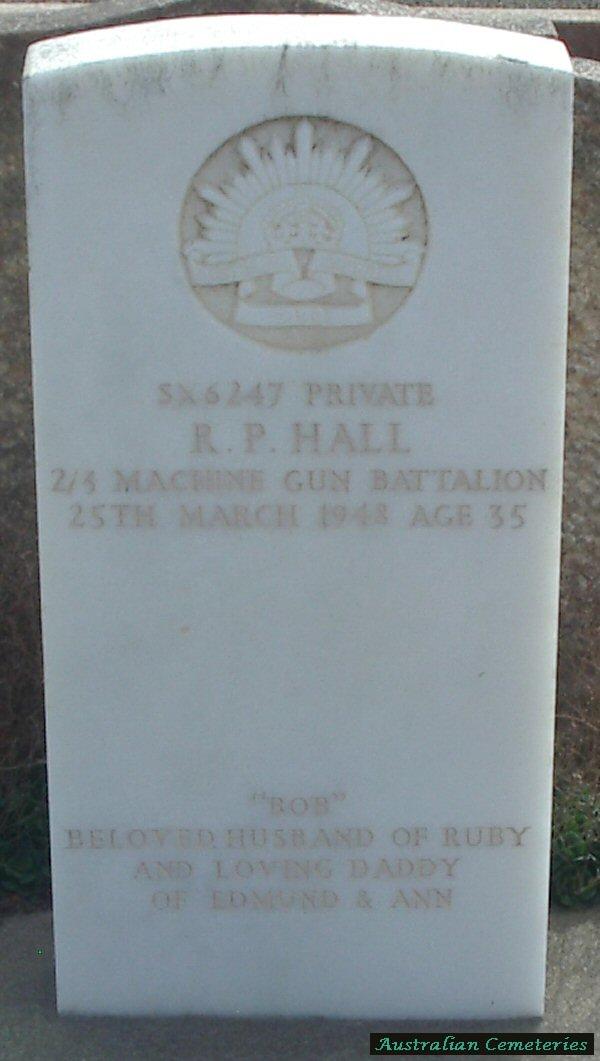 SX6247 PRIVATE
R. P. HALL
2/3 MACHINE GUN BATTALION
25TH MARCH 1948 AGE 35
"BOB"
BELOVED HUSBAND OF RUBY
AND LOVING DADDY
OF EDMUND & ANN
Australian Cemeteries